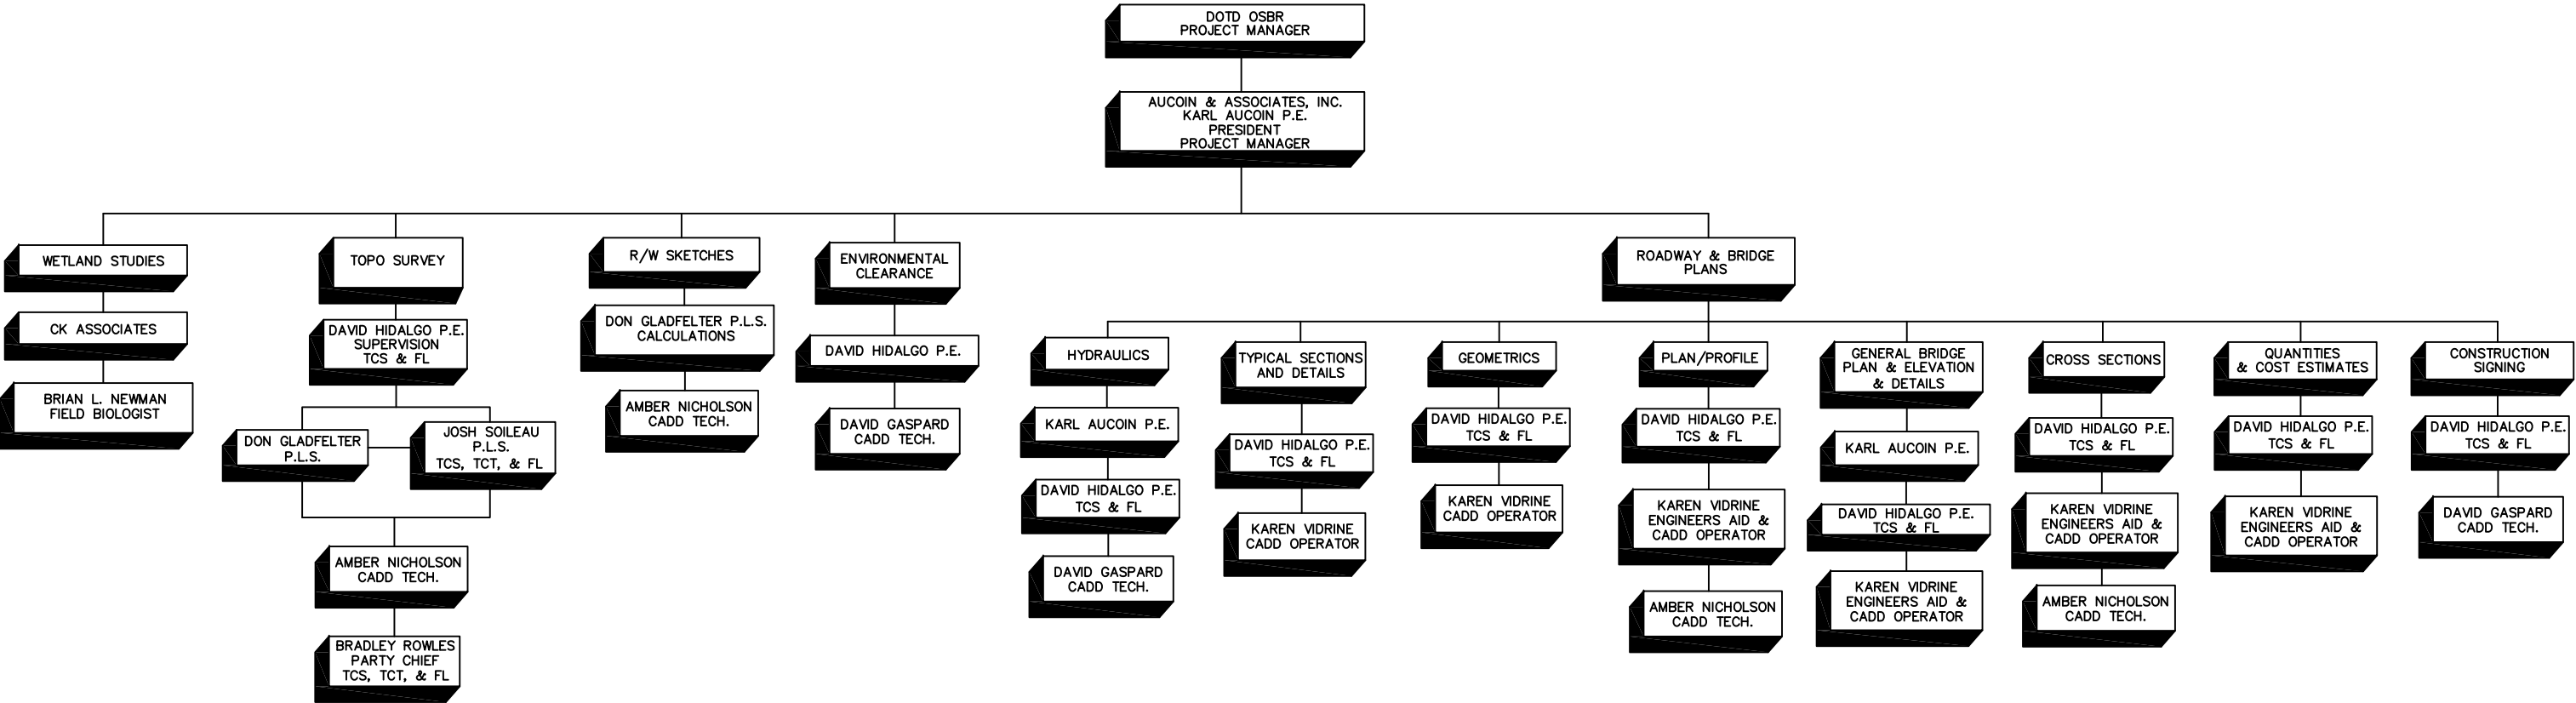 DOTD OSBR
PROJECT MANAGER
AUCOIN & ASSOCIATES, INC.
KARL AUCOIN P.E.
PRESIDENT
PROJECT MANAGER
WETLAND STUDIES
CK ASSOCIATES
BRIAN L. NEWMAN
FIELD BIOLOGIST
TOPO SURVEY
DAVID HIDALGO P.E.
SUPERVISION
TCS & FL
DON GLADFELTER
P.L.S.
JOSH SOILEAU
P.L.S.
TCS, TCT, & FL
AMBER NICHOLSON
CADD TECH.
BRADLEY ROWLES
PARTY CHIEF
TCS, TCT, & FL
R/W SKETCHES
DON GLADFELTER P.L.S.
CALCULATIONS
AMBER NICHOLSON
CADD TECH.
ENVIRONMENTAL
CLEARANCE
DAVID HIDALGO P.E.
DAVID GASPARD
CADD TECH.
ROADWAY & BRIDGE
PLANS
HYDRAULICS
KARL AUCOIN P.E.
DAVID HIDALGO P.E.
TCS & FL
DAVID GASPARD
CADD TECH.
TYPICAL SECTIONS
AND DETAILS
DAVID HIDALGO P.E.
TCS & FL
KAREN VIDRINE
CADD OPERATOR
GEOMETRICS
DAVID HIDALGO P.E.
TCS & FL
KAREN VIDRINE
CADD OPERATOR
PLAN/PROFILE
DAVID HIDALGO P.E.
TCS & FL
KAREN VIDRINE
ENGINEERS AID &
CADD OPERATOR
AMBER NICHOLSON
CADD TECH.
GENERAL BRIDGE
PLAN & ELEVATION
& DETAILS
KARL AUCOIN P.E.
DAVID HIDALGO P.E.
TCS & FL
KAREN VIDRINE
ENGINEERS AID &
CADD OPERATOR
CROSS SECTIONS
DAVID HIDALGO P.E.
TCS & FL
KAREN VIDRINE
ENGINEERS AID &
CADD OPERATOR
AMBER NICHOLSON
CADD TECH.
QUANTITIES
& COST ESTIMATES
DAVID HIDALGO P.E.
TCS & FL
KAREN VIDRINE
ENGINEERS AID &
CADD OPERATOR
CONSTRUCTION
SIGNING
DAVID HIDALGO P.E.
TCS & FL
DAVID GASPARD
CADD TECH.